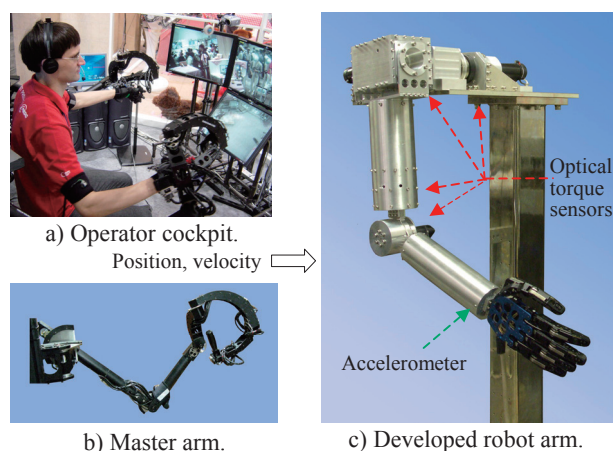 a) Operator cockpit.
Position, velocity
b) Master arm.
Optical
torque
sensors
Accelerometer
c) Developed robot arm.